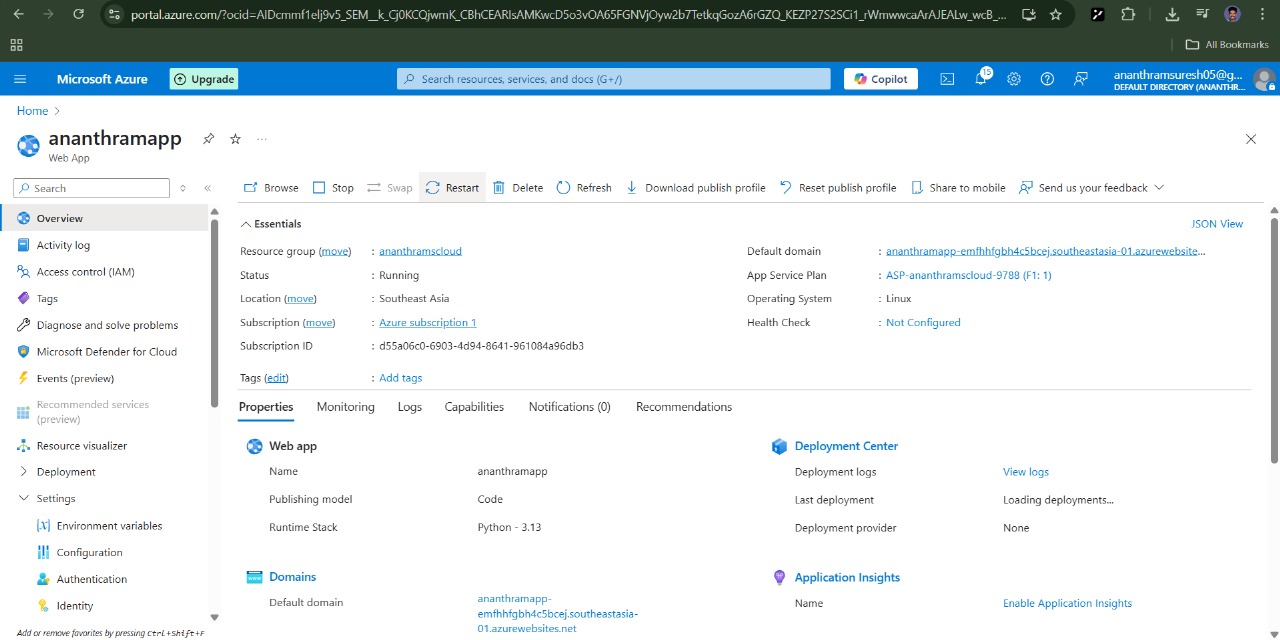 portal.azure.com/?ocid=AIDcmmf1elj9v5_SEM__k_Cj0KCQjwmK_CBhCEARIsAMKwcD5o3vOA65FGNVjOyw2b7TetkqGozA6rGZQ_KEZP27S2SCi1_rWmwwcaArAJEALw_wcB_...
All Bookmarks
Microsoft Azure
Upgrade
Search resources, services, and docs (G+/)
Copilot
15
ananthramsuresh05@g...
DEFAULT DIRECTORY (ANANTHR...
Home
ananthramapp
Web App
Search
Browse Stop Swap Restart Delete Refresh Download publish profile Reset publish profile Share to mobile Send us your feedback
Overview
Activity log
Access control (IAM)
Tags
Diagnose and solve problems
Microsoft Defender for Cloud
Events (preview)
Recommended services
(preview)
Resource visualizer
Deployment
Settings
Environment variables
Configuration
Authentication
Identity
Add or remove favorites by pressing Ctrl+Shift+F
Essentials
JSON View
Resource group (move) : ananthramscloud
Status : Running
Location (move) : Southeast Asia
Subscription (move) : Azure subscription 1
Subscription ID : d55a06c0-6903-4d94-8641-961084a96db3
Tags (edit) : Add tags
Default domain : ananthramapp-emfhhfgbh4c5bcej.southeastasia-01.azurewebsite...
App Service Plan : ASP-ananthramscloud-9788 (F1: 1)
Operating System : Linux
Health Check : Not Configured
Properties Monitoring Logs Capabilities Notifications (0) Recommendations
Web app
Name ananthramapp
Publishing model Code
Runtime Stack Python - 3.13
Domains
Default domain ananthramapp-
emfhhfgbh4c5bcej.southeastasia-
01.azurewebsites.net
Deployment Center
Deployment logs View logs
Last deployment Loading deployments...
Deployment provider None
Application Insights
Name Enable Application Insights